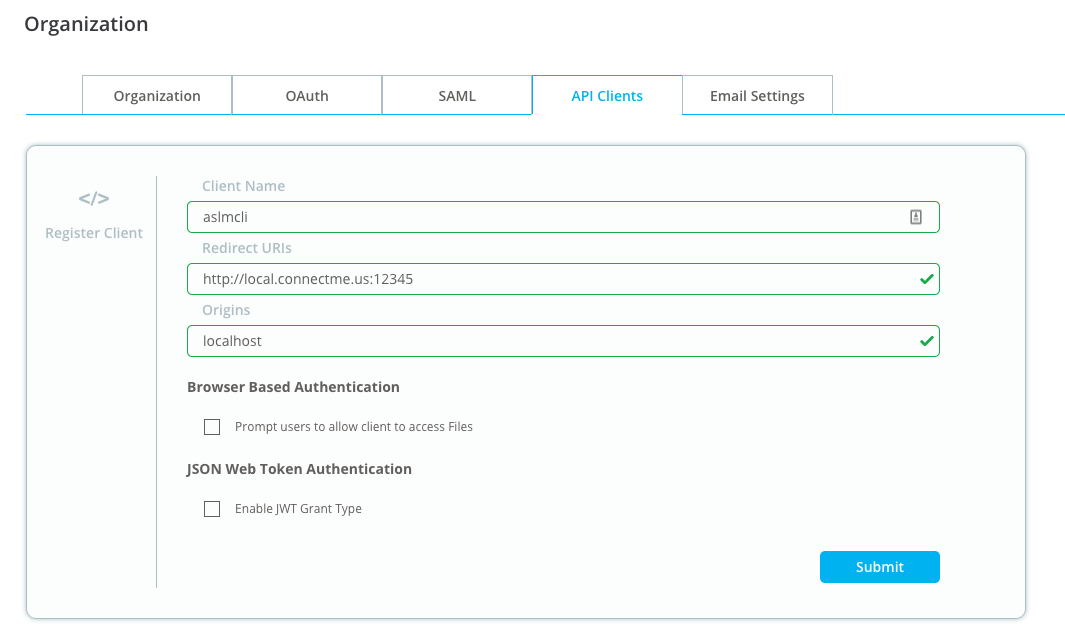 Organization
Organization OAuth SAML API Clients Email Settings
</>
Register Client
Client Name
aslmcli
Redirect URIs
http://local.connectme.us:12345
Origins
localhost
Browser Based Authentication
Prompt users to allow client to access Files
JSON Web Token Authentication
Enable JWT Grant Type
Submit